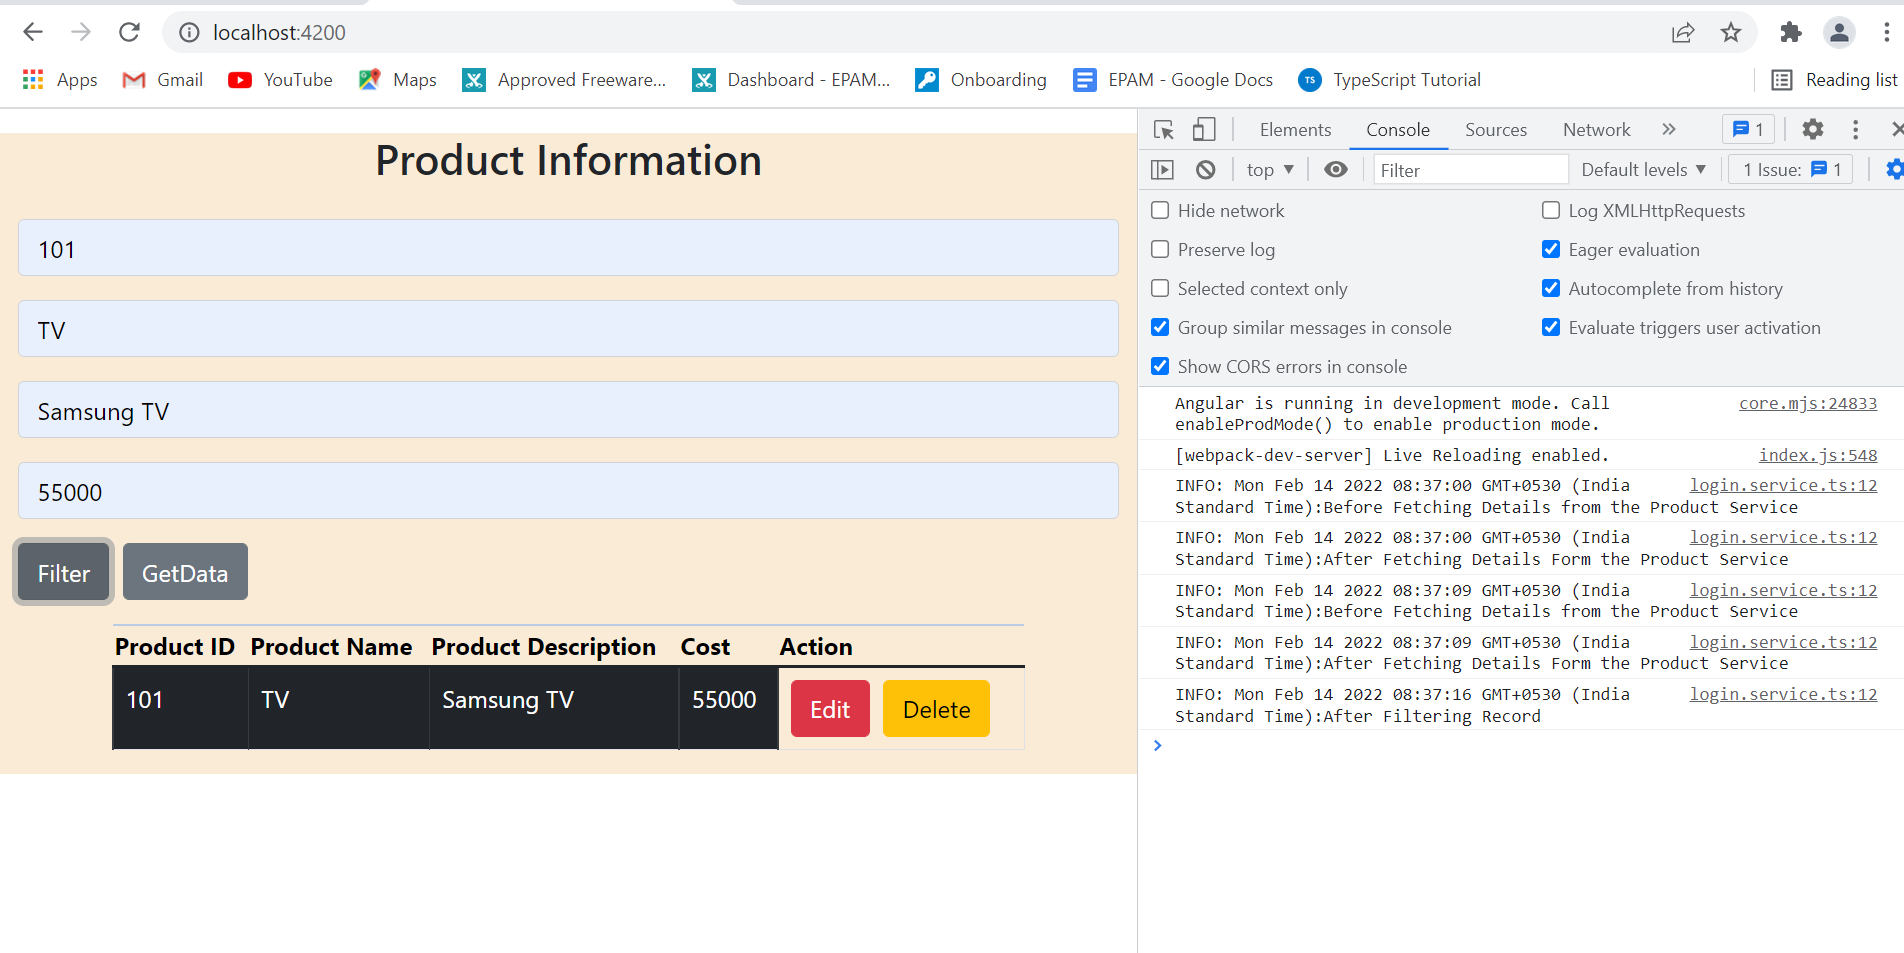 localhost:4200
Apps Gmail YouTube Maps Approved Freeware... Dashboard - EPAM... Onboarding EPAM - Google Docs TS TypeScript Tutorial Reading list
Product Information
101
TV
Samsung TV
55000
Filter GetData
Product ID Product Name Product Description Cost Action
101 TV Samsung TV 55000 Edit Delete
Elements Console Sources Network 1
top Filter Default levels 1 Issue: 1
Hide network Log XMLHttpRequests
Preserve log Eager evaluation
Selected context only Autocomplete from history
Group similar messages in console Evaluate triggers user activation
Show CORS errors in console
Angular is running in development mode. Call core.mjs:24833
enableProdMode() to enable production mode.
[webpack-dev-server] Live Reloading enabled. index.js:548
INFO: Mon Feb 14 2022 08:37:00 GMT+0530 (India login.service.ts:12
Standard Time):Before Fetching Details from the Product Service
INFO: Mon Feb 14 2022 08:37:00 GMT+0530 (India login.service.ts:12
Standard Time):After Fetching Details Form the Product Service
INFO: Mon Feb 14 2022 08:37:09 GMT+0530 (India login.service.ts:12
Standard Time):Before Fetching Details from the Product Service
INFO: Mon Feb 14 2022 08:37:09 GMT+0530 (India login.service.ts:12
Standard Time):After Fetching Details Form the Product Service
INFO: Mon Feb 14 2022 08:37:16 GMT+0530 (India login.service.ts:12
Standard Time):After Filtering Record